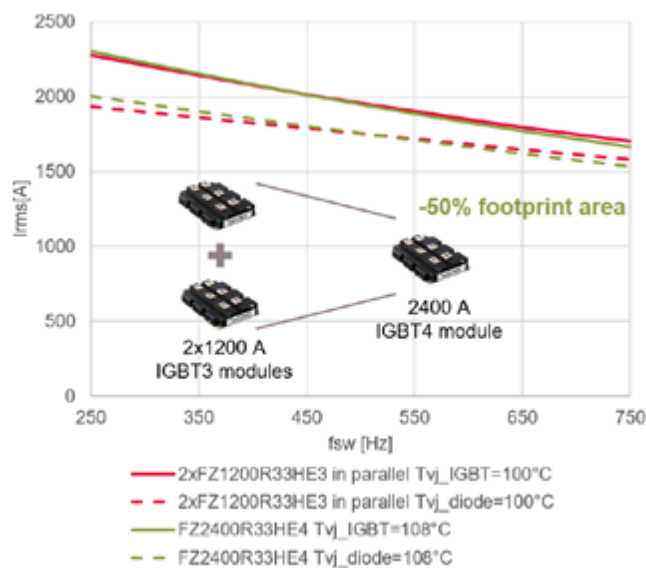 2500
2000
1500
1000
500
0
Irms[A]
-50% footprint area
2x1200 A
IGBT3 modules
2400 A
IGBT4 module
250
350
450
550
650
750
fsw [Hz]
2xFZ1200R33HE3 in parallel Tvj_IGBT=100°C
2xFZ1200R33HE3 in parallel Tvj_diode=100°C
FZ2400R33HE4 Tvj_IGBT=108°C
FZ2400R33HE4 Tvj_diode=108°C